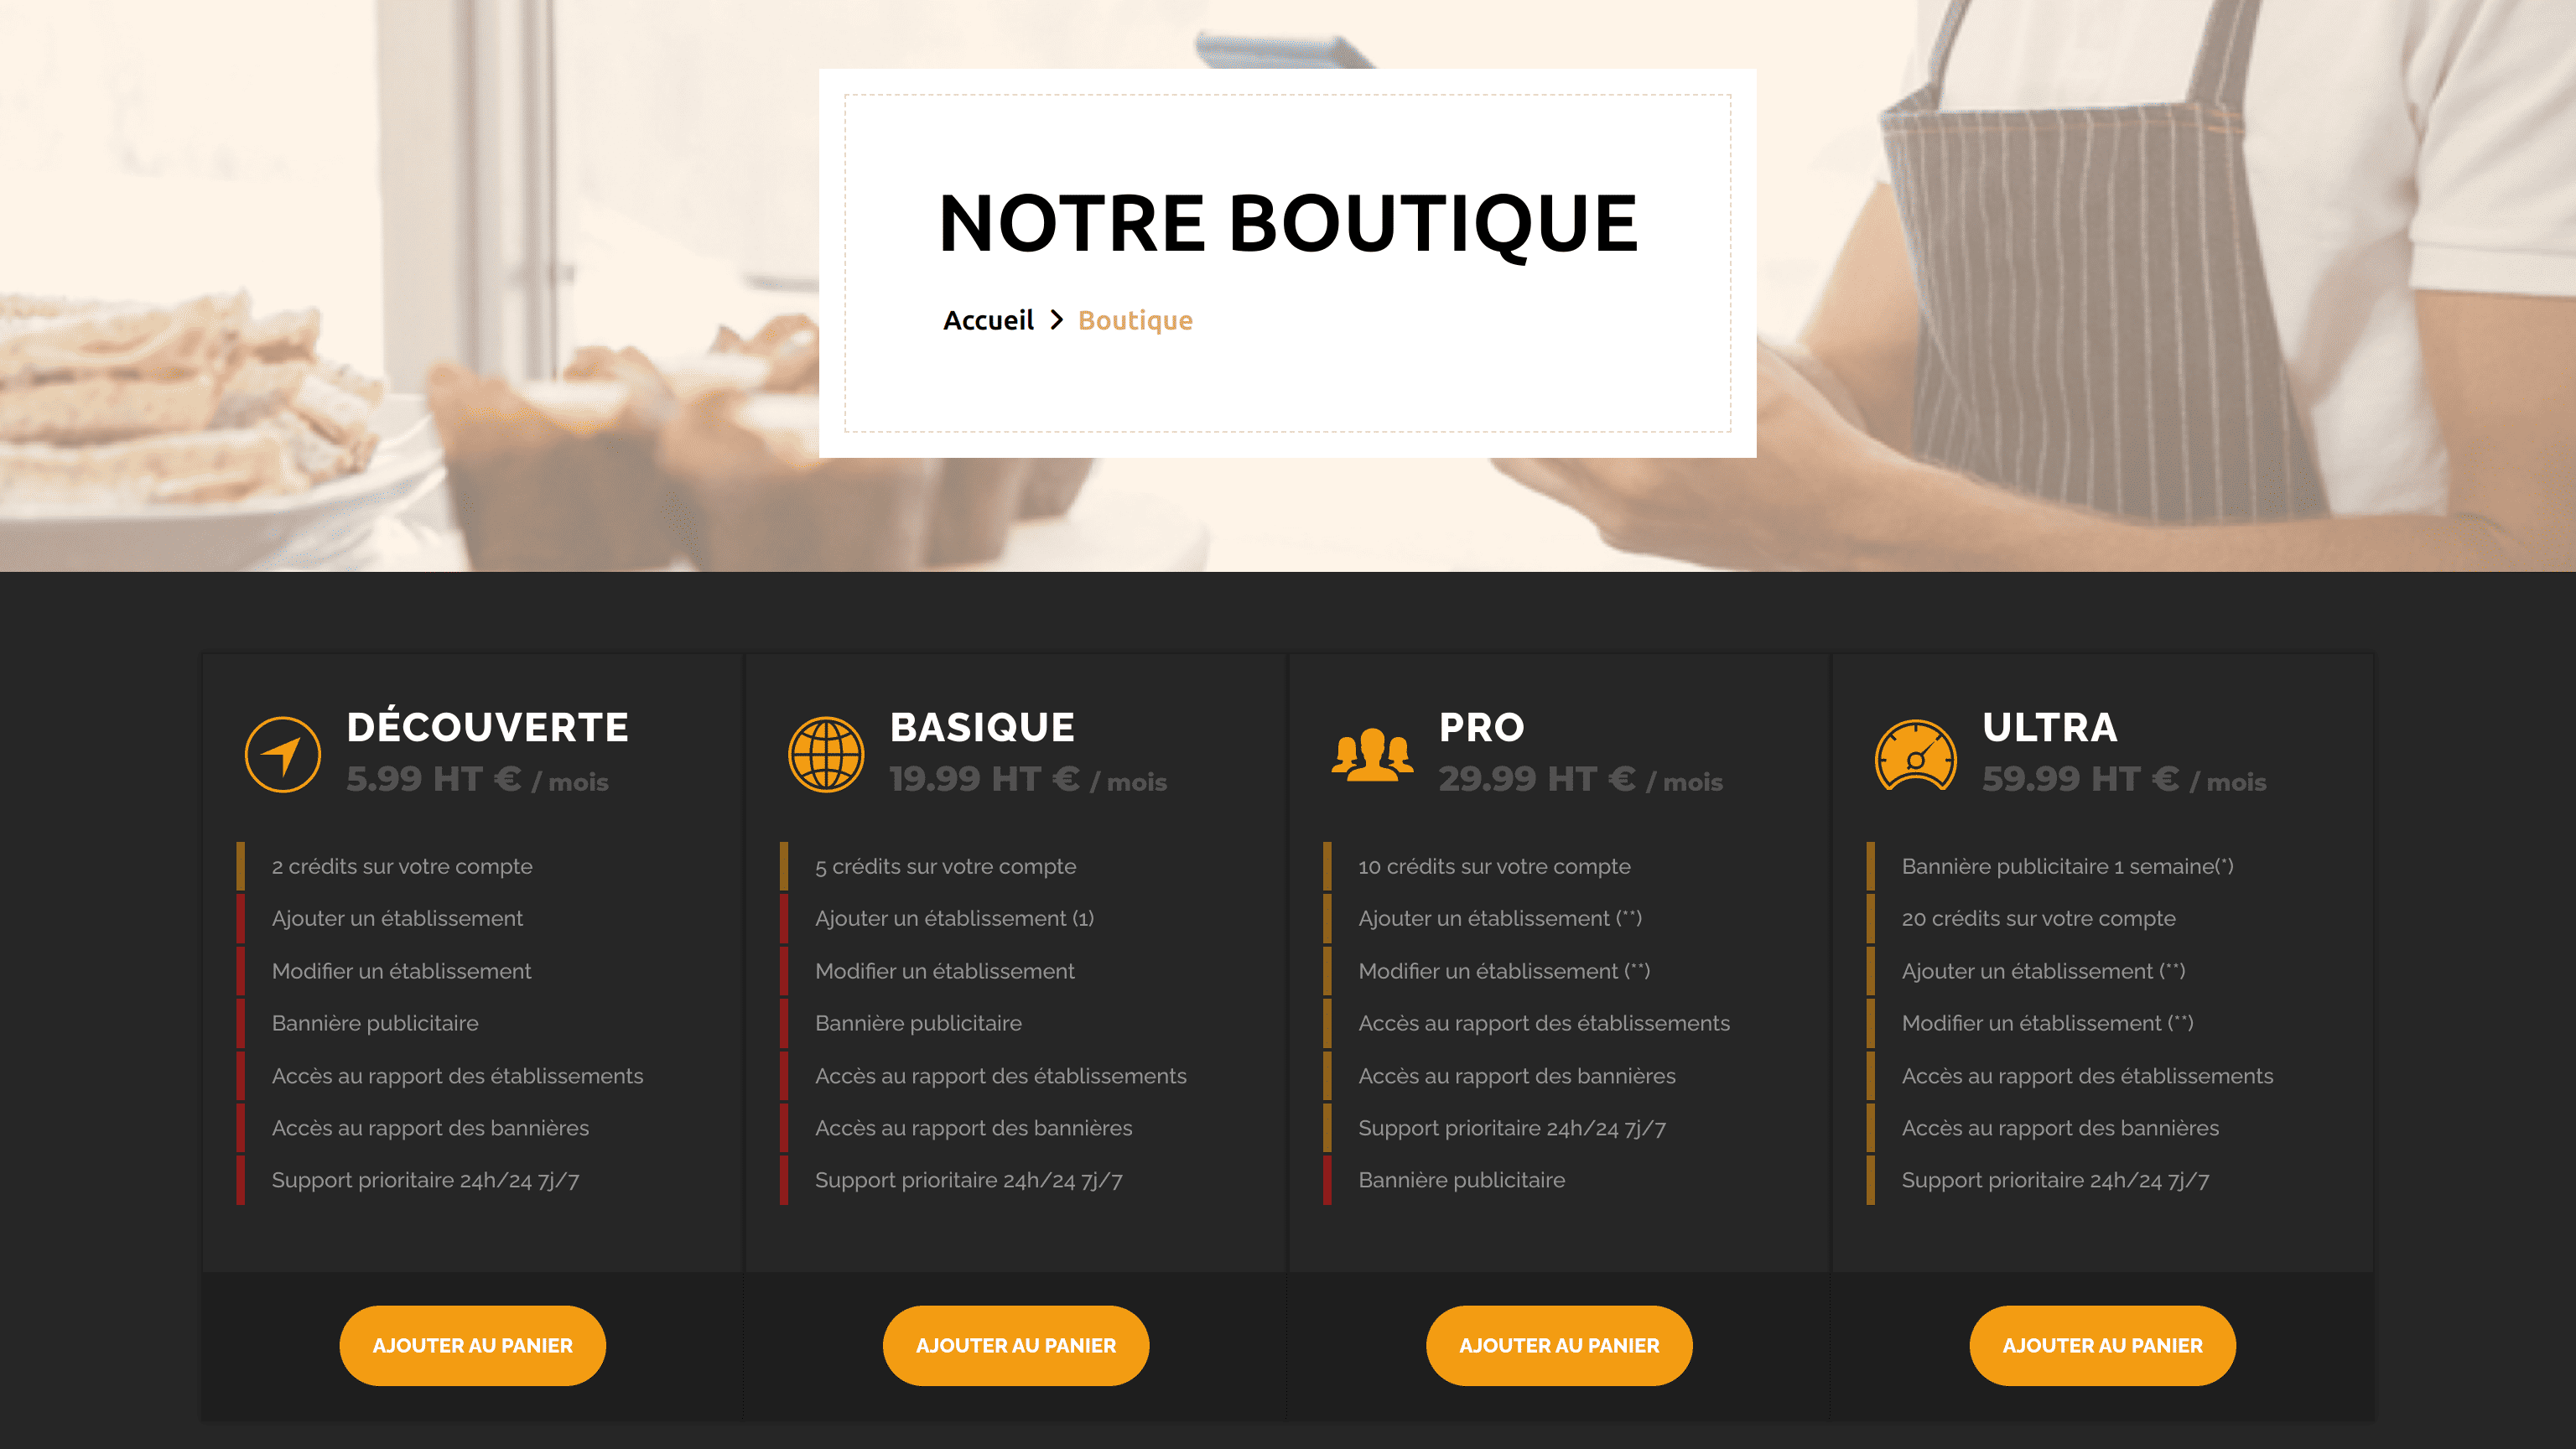 NOTRE BOUTIQUE
Accueil > Boutique
DÉCOUVERTE
5.99 HT € / mois
2 crédits sur votre compte
Ajouter un établissement
Modifier un établissement
Bannière publicitaire
Accès au rapport des établissements
Accès au rapport des bannières
Support prioritaire 24h/24 7j/7
AJOUTER AU PANIER
BASIQUE
19.99 HT € / mois
5 crédits sur votre compte
Ajouter un établissement (1)
Modifier un établissement
Bannière publicitaire
Accès au rapport des établissements
Accès au rapport des bannières
Support prioritaire 24h/24 7j/7
AJOUTER AU PANIER
PRO
29.99 HT € / mois
10 crédits sur votre compte
Ajouter un établissement (**)
Modifier un établissement (**)
Accès au rapport des établissements
Accès au rapport des bannières
Support prioritaire 24h/24 7j/7
Bannière publicitaire
AJOUTER AU PANIER
ULTRA
59.99 HT € / mois
Bannière publicitaire 1 semaine(*)
20 crédits sur votre compte
Ajouter un établissement (**)
Modifier un établissement (**)
Accès au rapport des établissements
Accès au rapport des bannières
Support prioritaire 24h/24 7j/7
AJOUTER AU PANIER